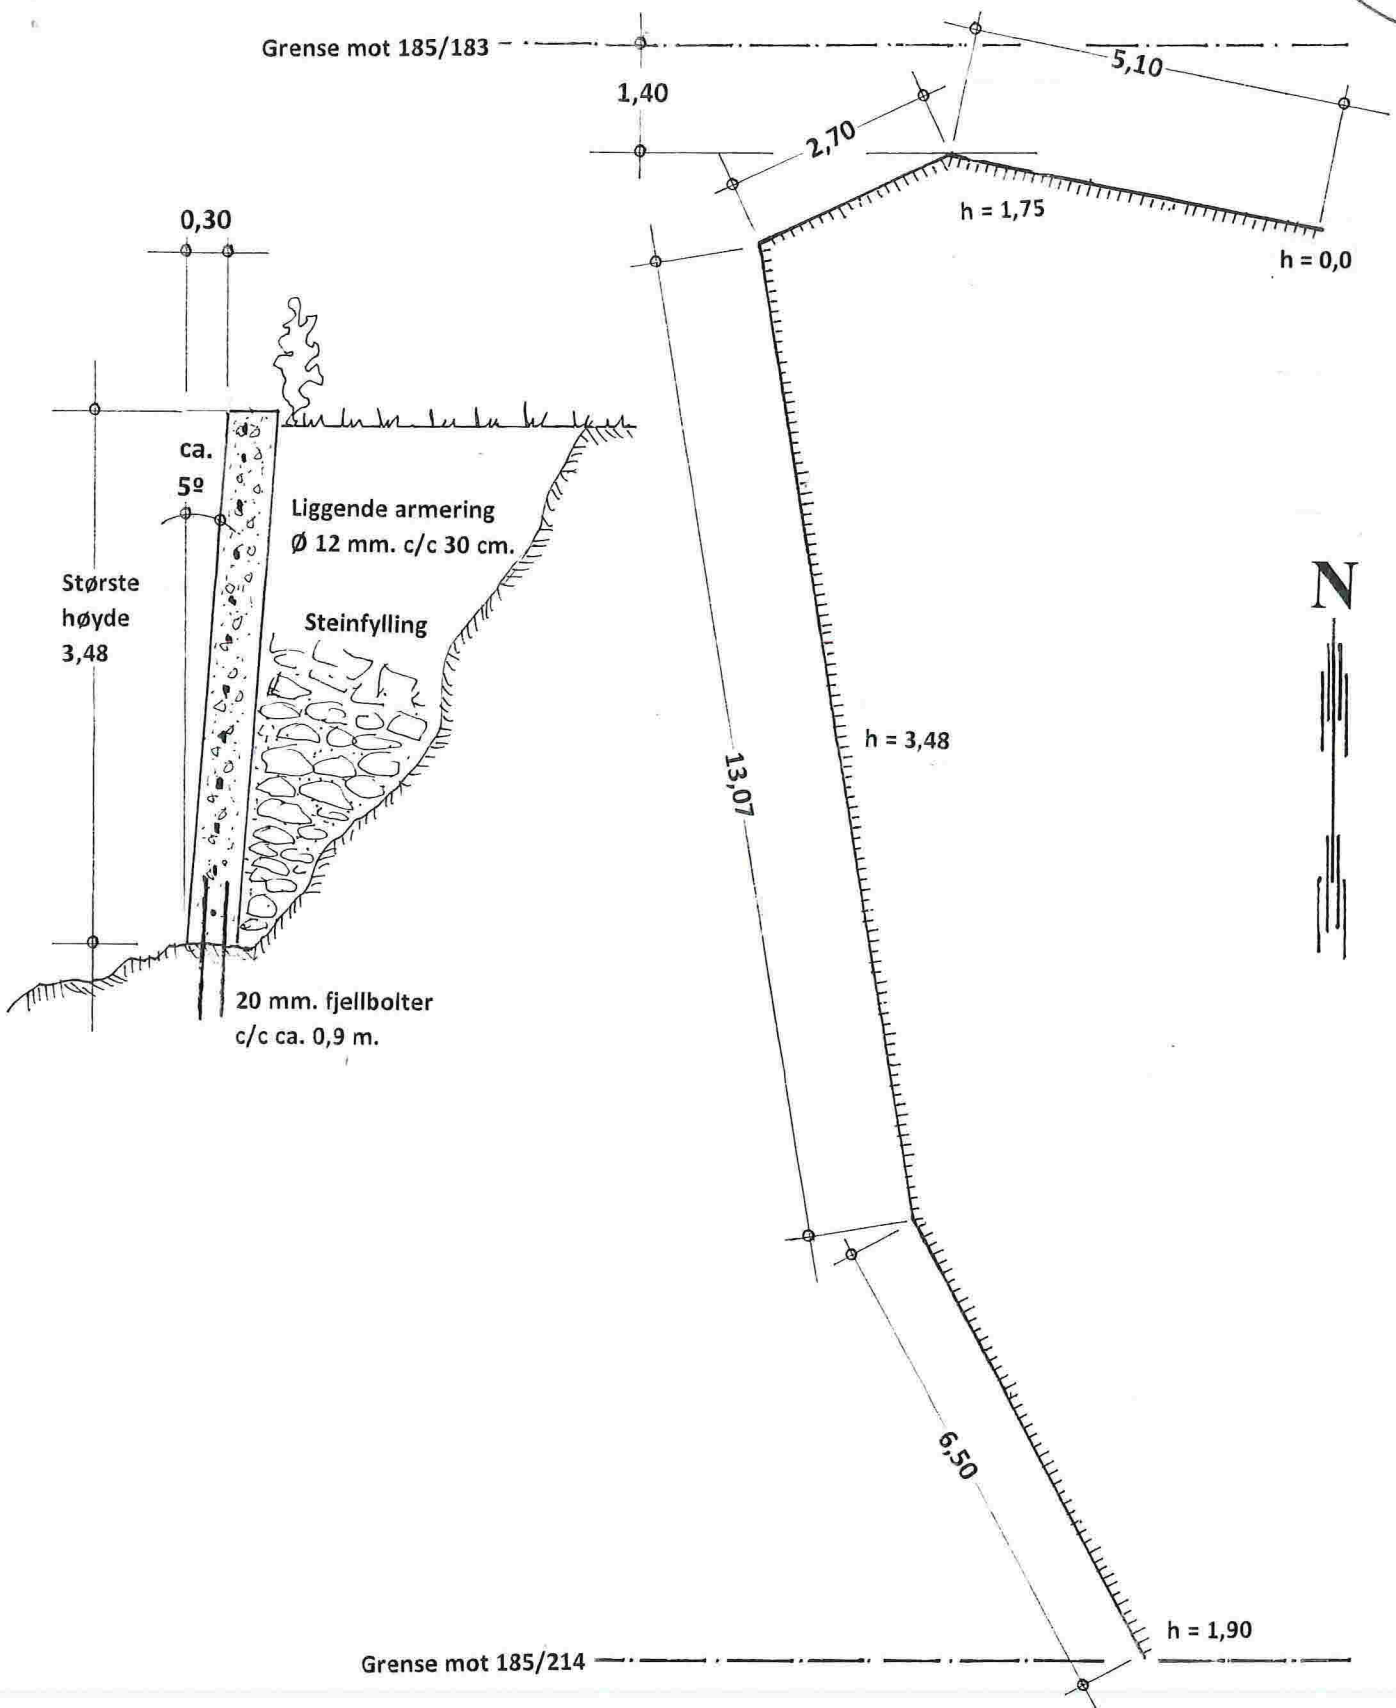 Grense mot 185/183
5,10
1,40
2,70
0,30
h = 1,75
h = 0,0
ca.
5º
Liggende armering
Ø 12 mm. c/c 30 cm.
Største
høyde
3,48
Steinfylling
N
h = 3,48
13,07
20 mm. fjellbolter
c/c ca. 0,9 m.
6,50
h = 1,90
Grense mot 185/214